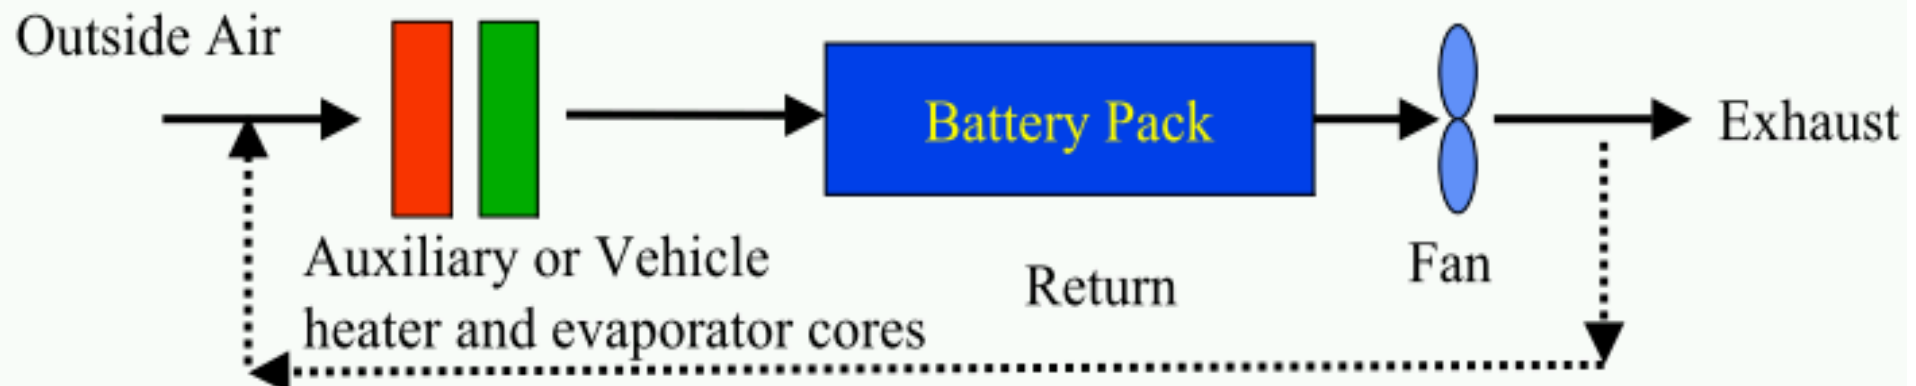 Outside Air
Battery Pack
Exhaust
Auxiliary or Vehicle
heater and evaporator cores
Return
Fan